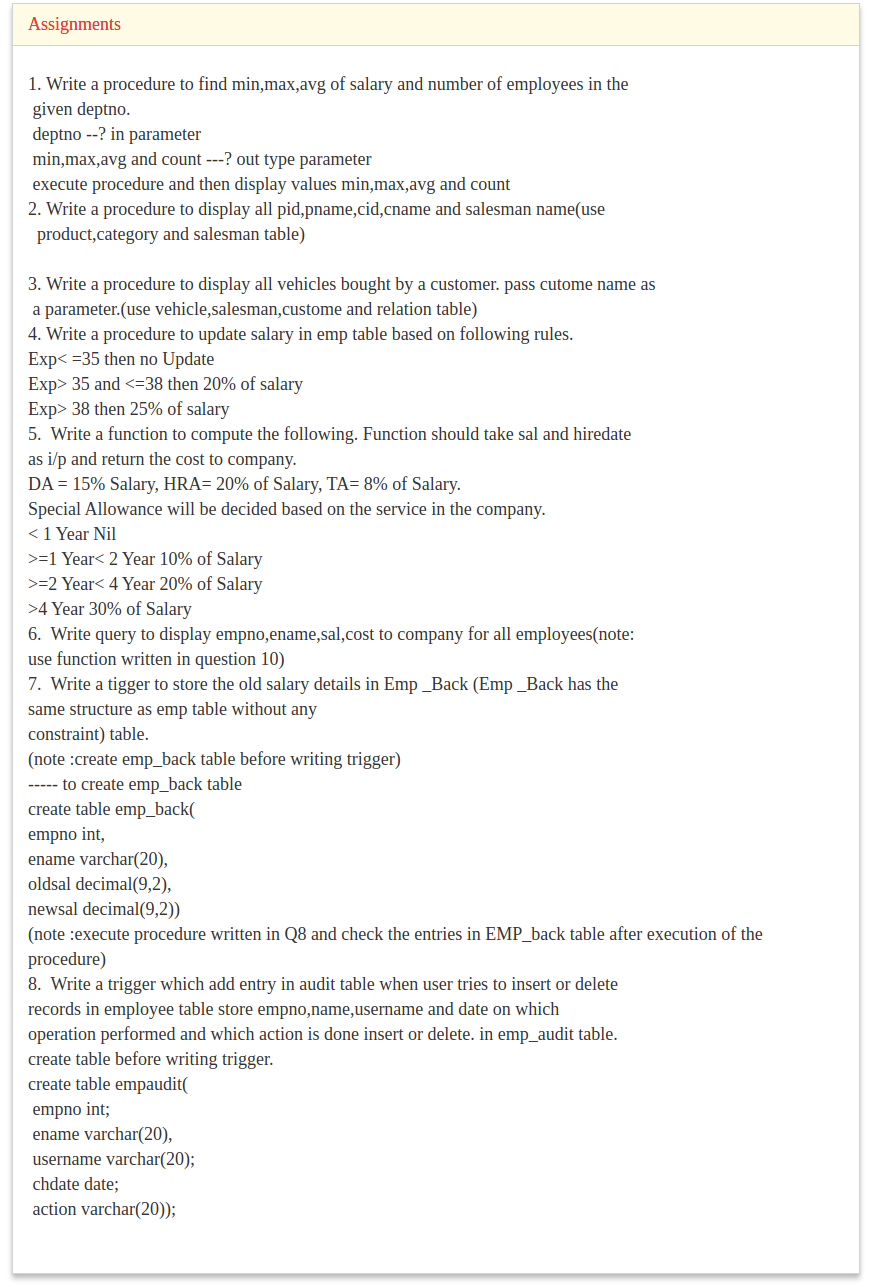 Assignments
1. Write a procedure to find min,max,avg of salary and number of employees in the
given deptno.
deptno --? in parameter
min,max,avg and count ---? out type parameter
execute procedure and then display values min,max,avg and count
2. Write a procedure to display all pid,pname,cid,cname and salesman name(use
product,category and salesman table)
3. Write a procedure to display all vehicles bought by a customer. pass cutome name as
a parameter.(use vehicle,salesman,custome and relation table)
4. Write a procedure to update salary in emp table based on following rules.
Exp< =35 then no Update
Exp> 35 and <=38 then 20% of salary
Exp> 38 then 25% of salary
5.  Write a function to compute the following. Function should take sal and hiredate
as i/p and return the cost to company.
DA = 15% Salary, HRA= 20% of Salary, TA= 8% of Salary.
Special Allowance will be decided based on the service in the company.
< 1 Year Nil
>=1 Year< 2 Year 10% of Salary
>=2 Year< 4 Year 20% of Salary
>4 Year 30% of Salary
6.  Write query to display empno,ename,sal,cost to company for all employees(note:
use function written in question 10)
7.  Write a tigger to store the old salary details in Emp _Back (Emp _Back has the
same structure as emp table without any
constraint) table.
(note :create emp_back table before writing trigger)
----- to create emp_back table
create table emp_back(
empno int,
ename varchar(20),
oldsal decimal(9,2),
newsal decimal(9,2))
(note :execute procedure written in Q8 and check the entries in EMP_back table after execution of the
procedure)
8.  Write a trigger which add entry in audit table when user tries to insert or delete
records in employee table store empno,name,username and date on which
operation performed and which action is done insert or delete. in emp_audit table.
create table before writing trigger.
create table empaudit(
empno int;
ename varchar(20),
username varchar(20);
chdate date;
action varchar(20));